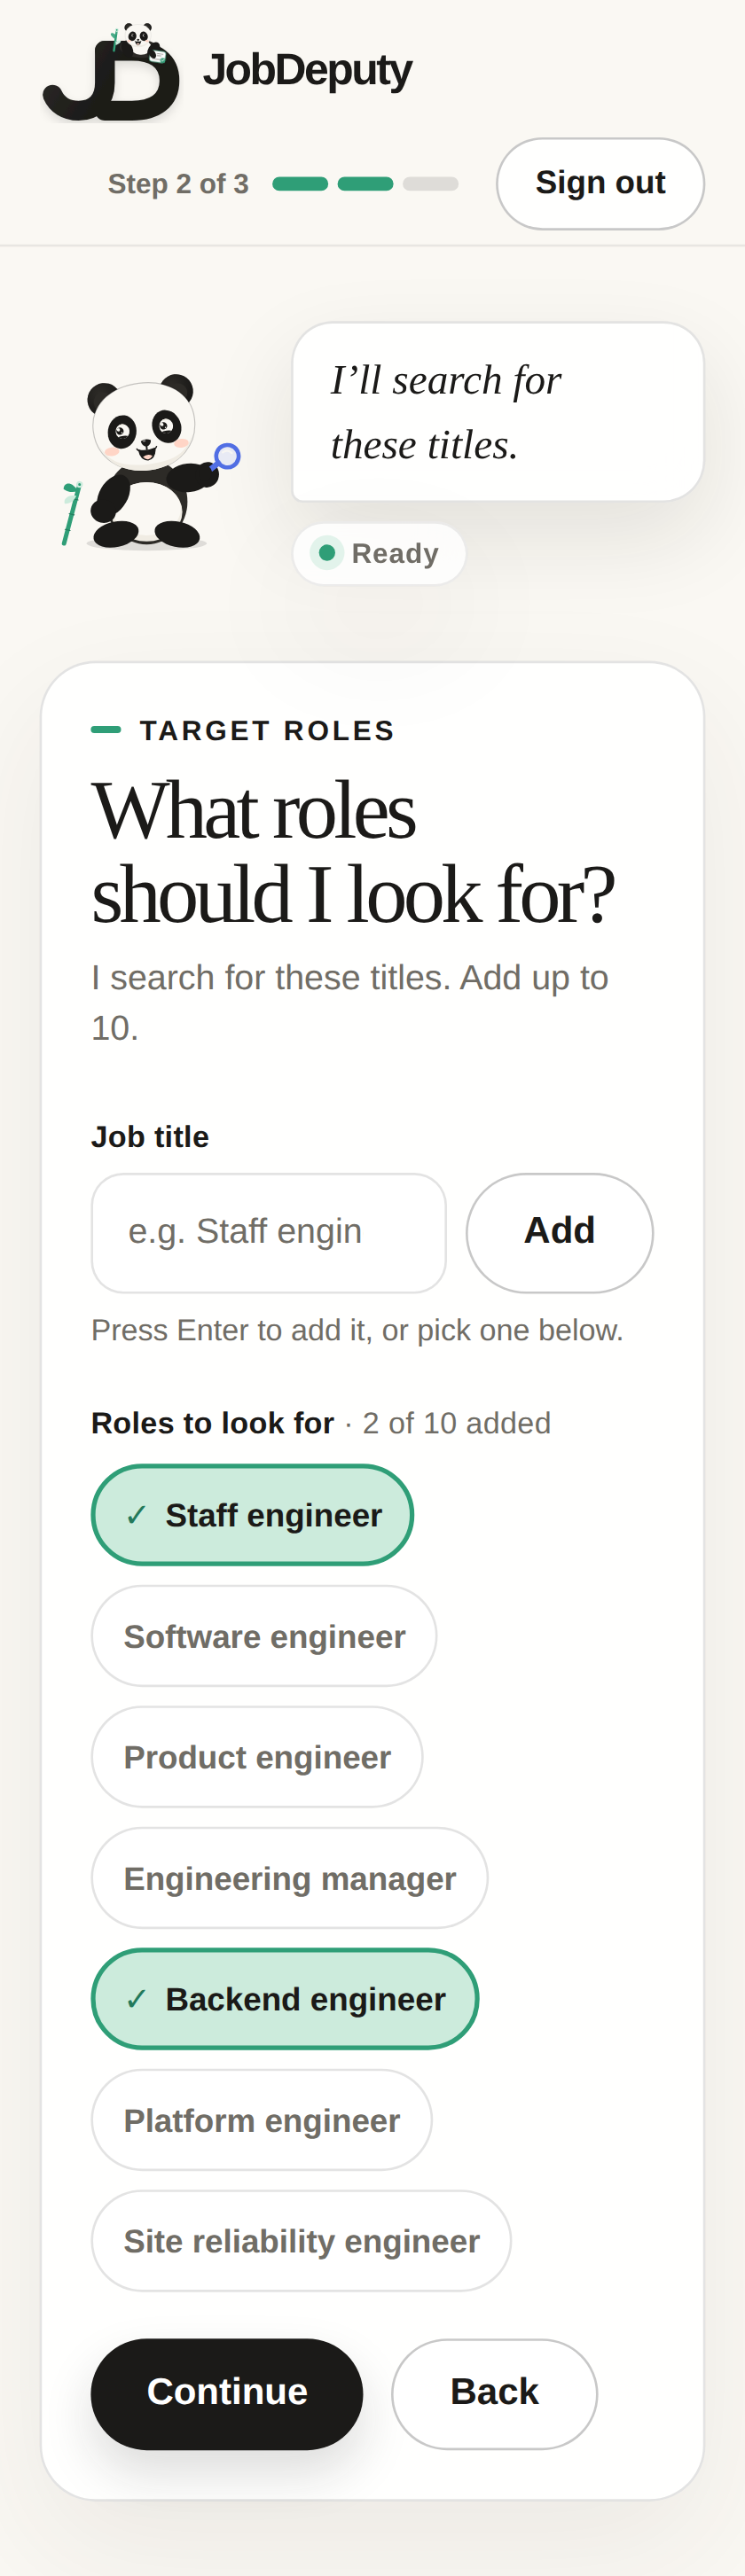 JD
JobDeputy
Step 2 of 3
Sign out
I’ll search for
these titles.
Ready
TARGET ROLES
What roles
should I look for?
I search for these titles. Add up to
10.
Job title
e.g. Staff engin
Add
Press Enter to add it, or pick one below.
Roles to look for · 2 of 10 added
✓ Staff engineer
Software engineer
Product engineer
Engineering manager
✓ Backend engineer
Platform engineer
Site reliability engineer
Continue
Back